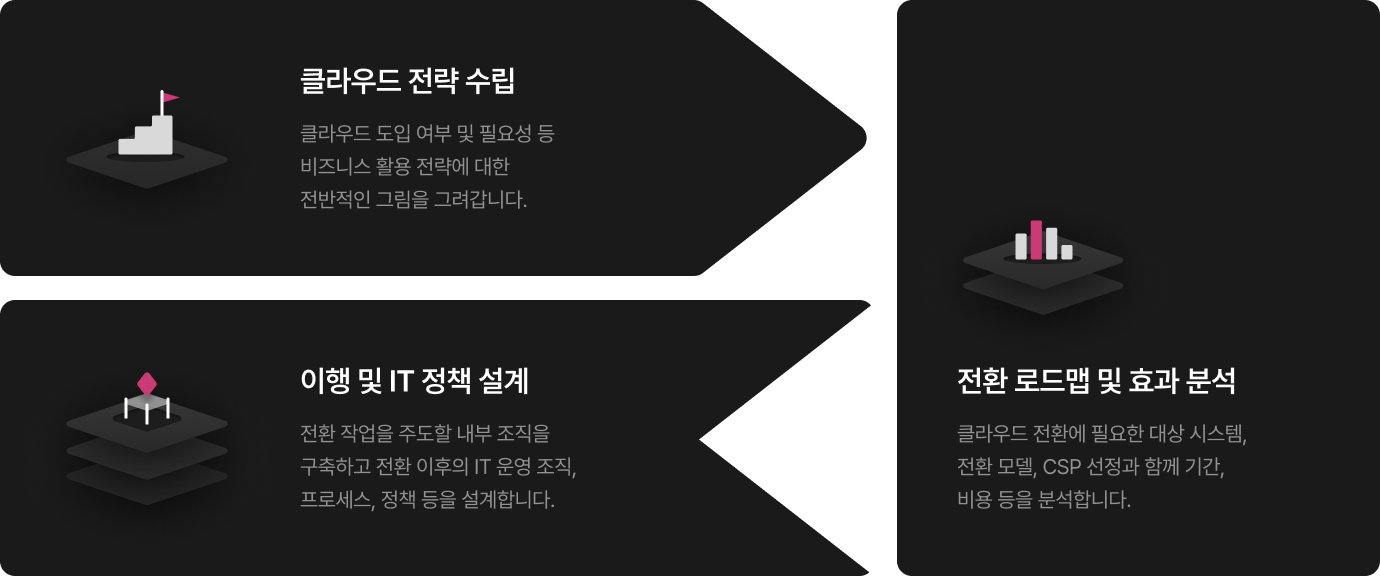 클라우드 전략 수립
클라우드 도입 여부 및 필요성 등
비즈니스 활용 전략에 대한
전반적인 그림을 그려갑니다.
전환 로드맵 및 효과 분석
클라우드 전환에 필요한 대상 시스템,
전환 모델, CSP 선정과 함께 기간,
비용 등을 분석합니다.
이행 및 IT 정책 설계
전환 작업을 주도할 내부 조직을
구축하고 전환 이후의 IT 운영 조직,
프로세스, 정책 등을 설계합니다.